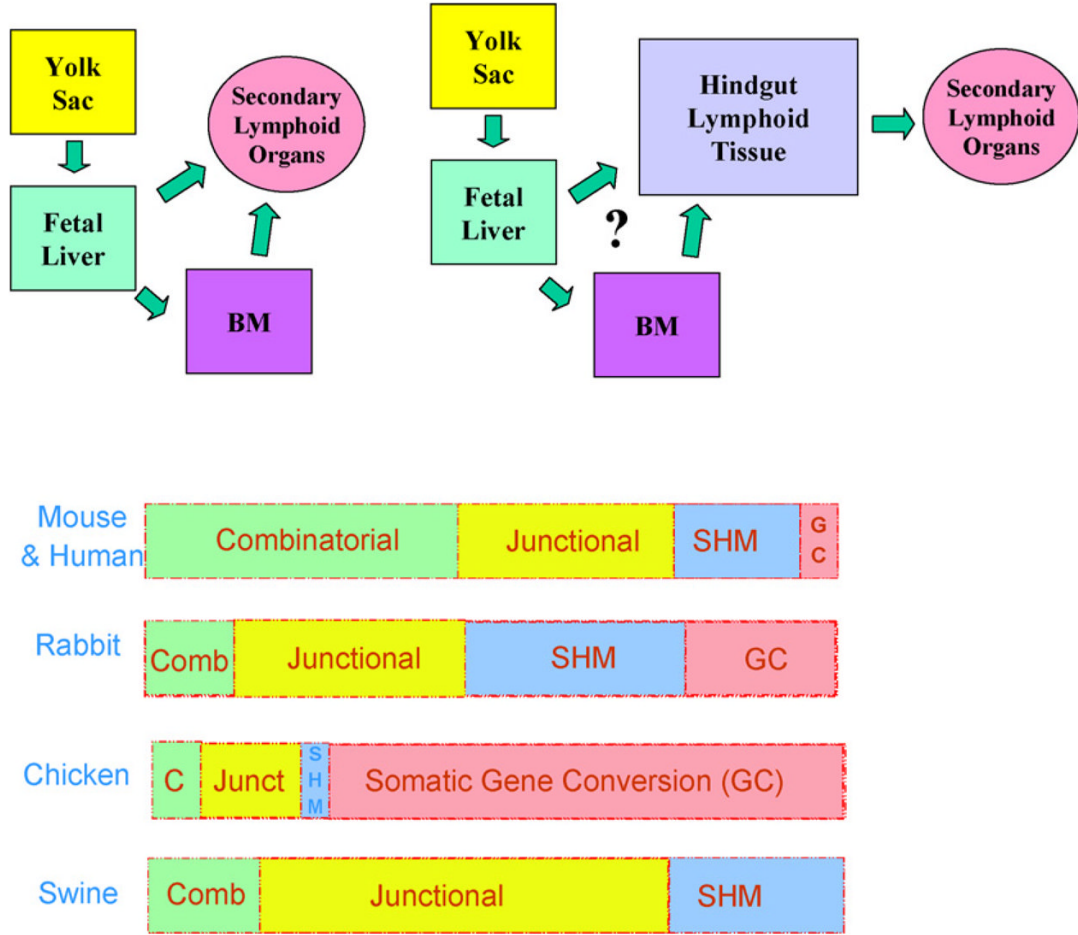 Yolk
Sac
Secondary
Lymphoid
Organs
Fetal
Liver
BM
Yolk
Sac
Hindgut
Lymphoid
Tissue
Secondary
Lymphoid
Organs
Fetal
Liver
?
BM
Mouse
& Human
Combinatorial
Junctional
SHM
G
C
Rabbit
Comb
Junctional
SHM
GC
Chicken
C
Junct
S
H
M
Somatic Gene Conversion (GC)
Swine
Comb
Junctional
SHM